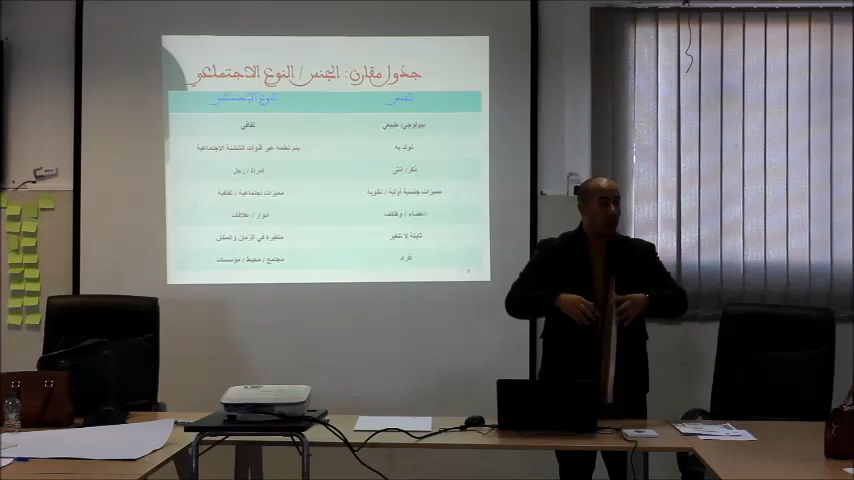 جدول مقارن: الجنس / النوع الاجتماعي
الجنس النوع الاجتماعي
بيولوجي/ طبيعي ثقافي
نولد به يتم تعلمه عبر قنوات التنشئة الاجتماعية
ذكر/ أنثى امرأة / رجل
مميزات جنسية أولية / ثانوية مميزات اجتماعية / ثقافية
أعضاء / وظائف أدوار / علاقات
ثابتة لا تتغير متغيرة في الزمان والمكان
أفراد مجتمع / محيط / مؤسسات